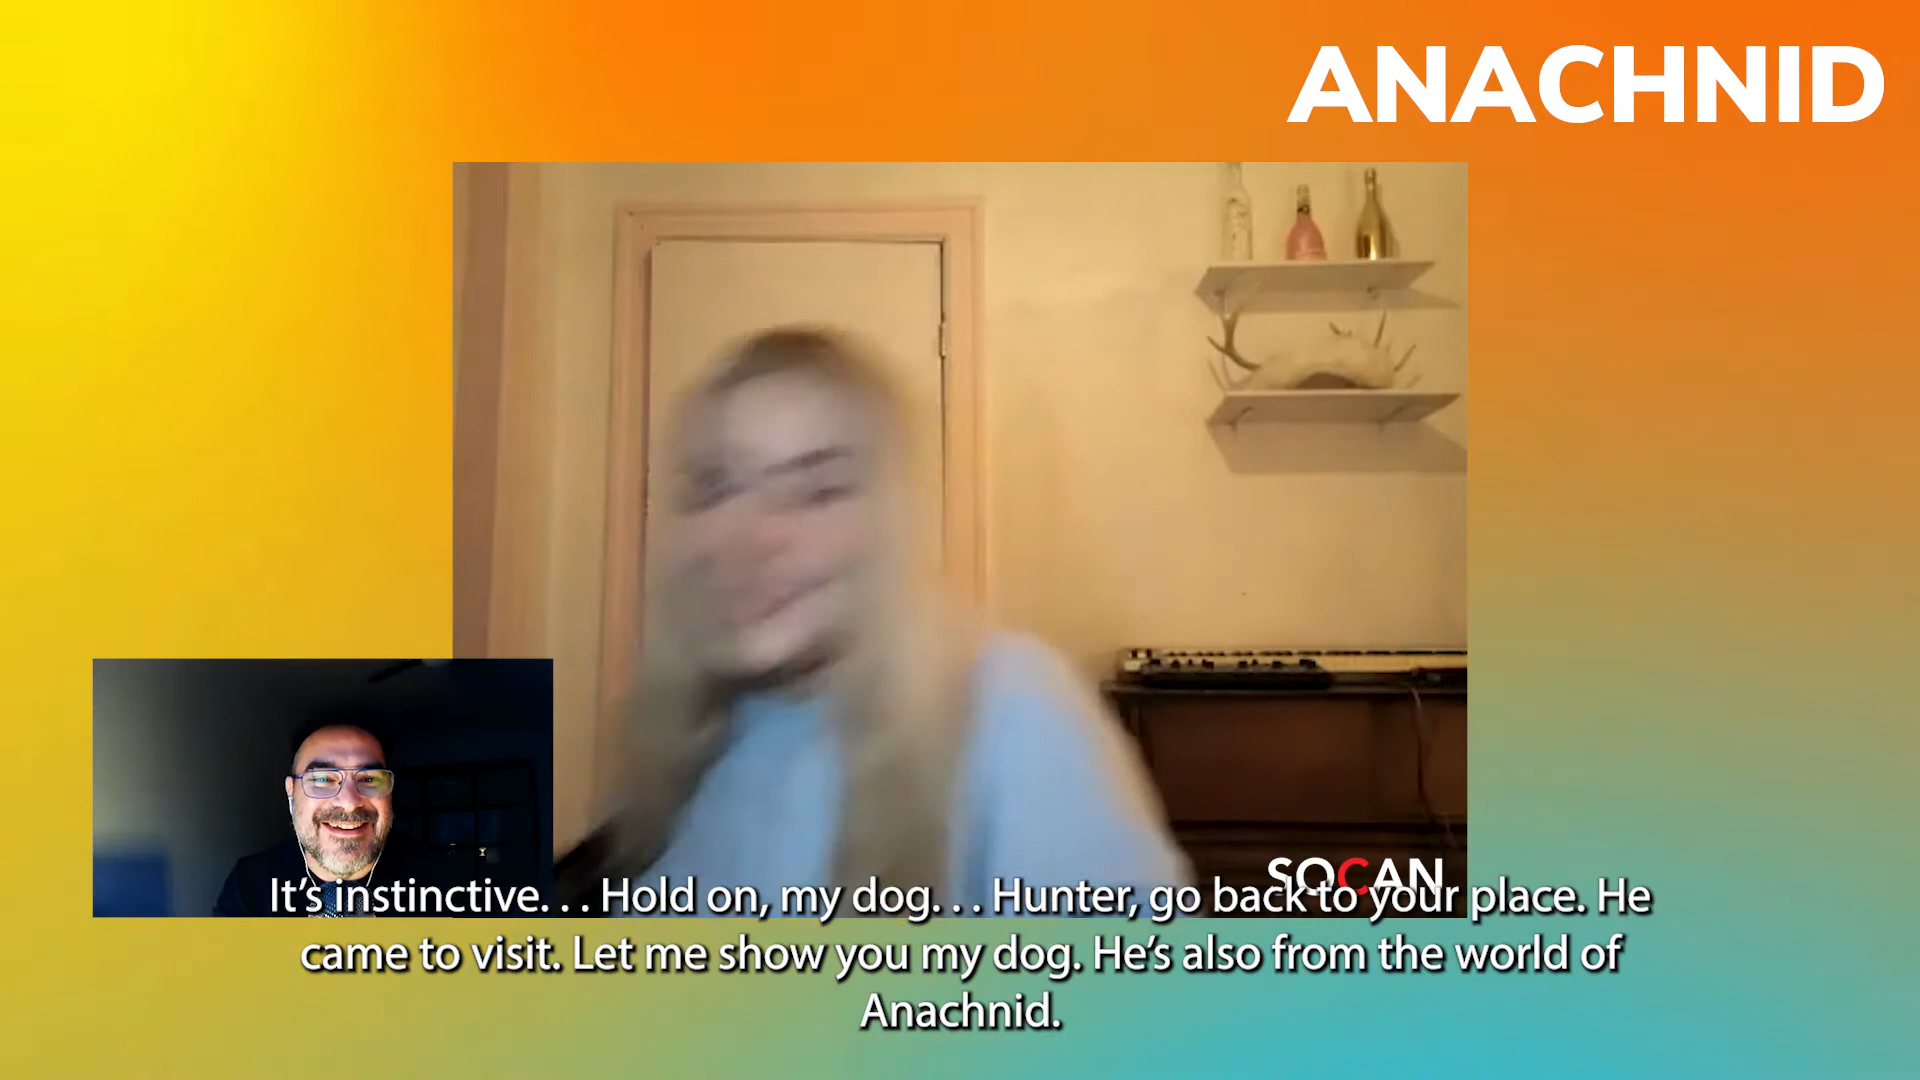 ANACHNID
SOCAN
It's instinctive. . . Hold on, my dog. . . Hunter, go back to your place. He
came to visit. Let me show you my dog. He's also from the world of
Anachnid.